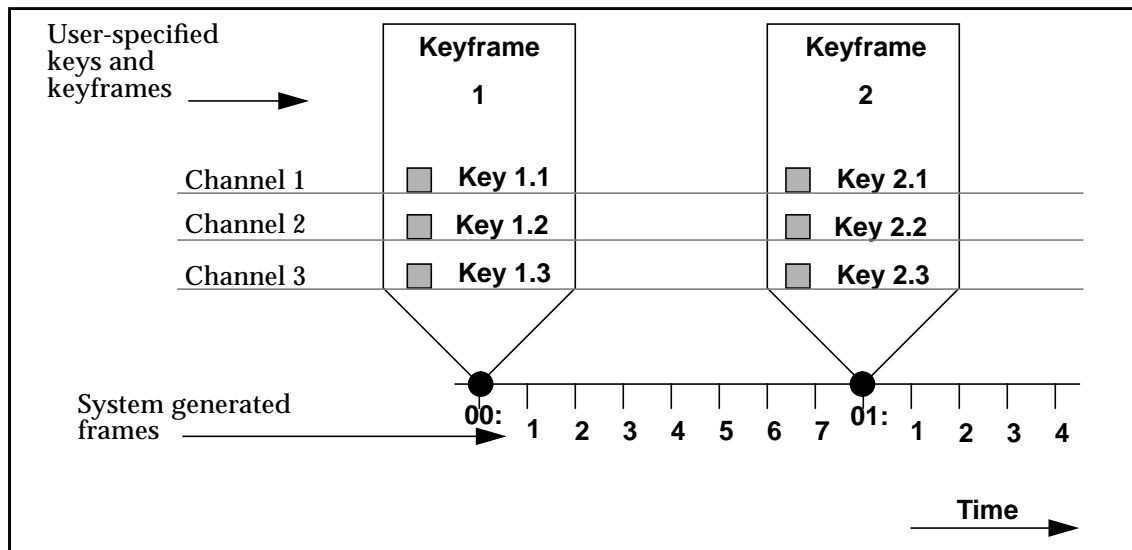 User-specified
keys and
keyframes
Keyframe
1
Keyframe
2
Channel 1
Key 1.1
Key 2.1
Channel 2
Key 1.2
Key 2.2
Channel 3
Key 1.3
Key 2.3
System generated
frames
00: 1 2 3 4 5 6 7 01: 1 2 3 4
Time